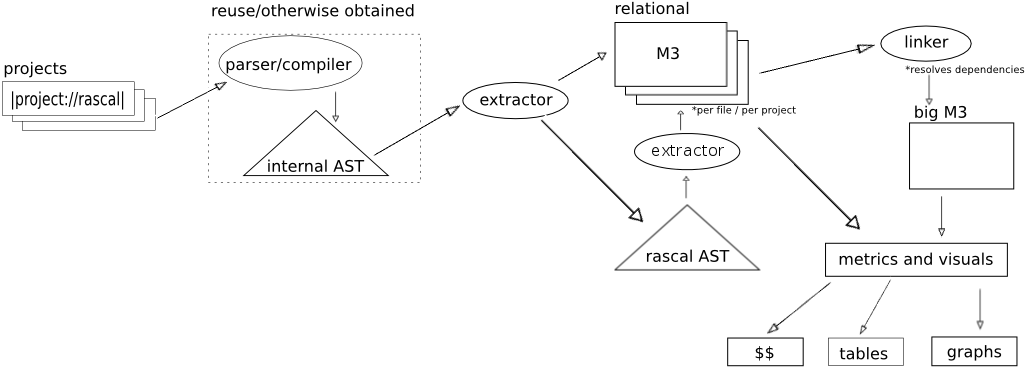 projects
|project://rascal|
reuse/otherwise obtained
parser/compiler
internal AST
extractor
relational
M3
*per file / per project
extractor
rascal AST
linker
*resolves dependencies
big M3
metrics and visuals
$$
tables
graphs